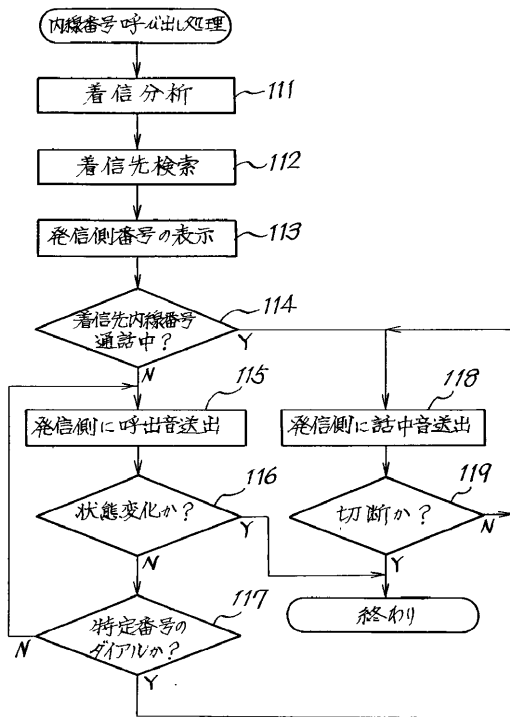 内線番号呼び出し処理
着信分析
111
着信先検索
112
発信側番号の表示
113
着信先内線番号
通話中?
114
Y
N
発信側に呼出音送出
115
発信側に話中音送出
118
状態変化か?
116
Y
N
切断か?
119
N
Y
特定番号の
ダイアルか?
117
N
Y
終わり